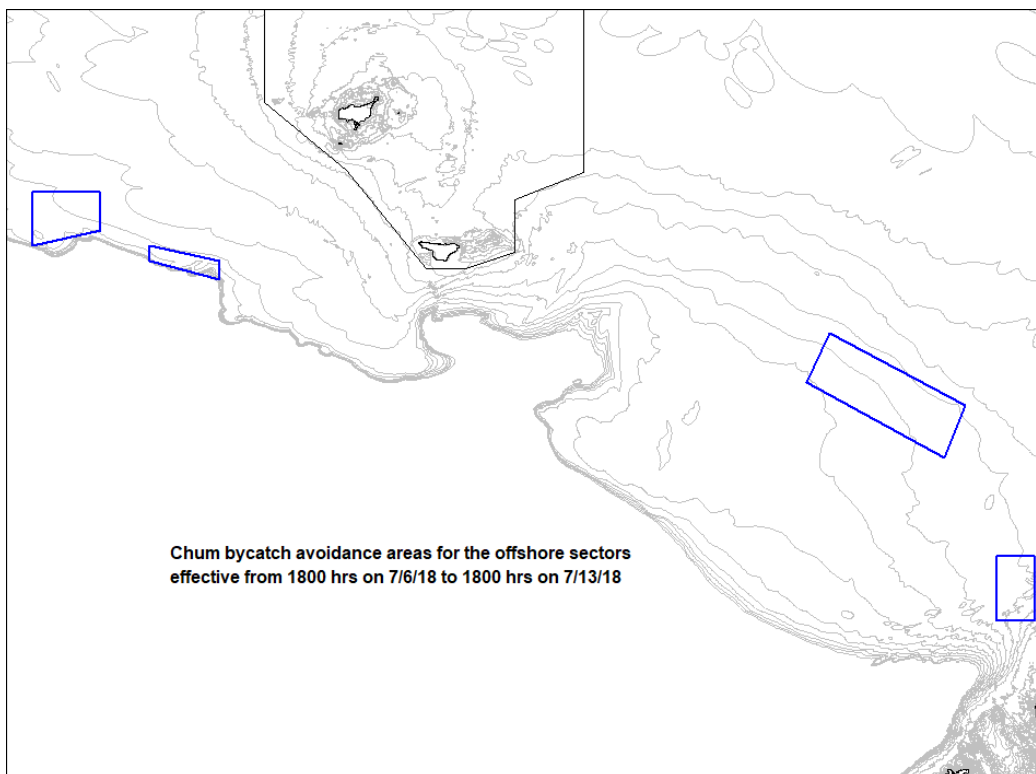 Chum bycatch avoidance areas for the offshore sectors
effective from 1800 hrs on 7/6/18 to 1800 hrs on 7/13/18